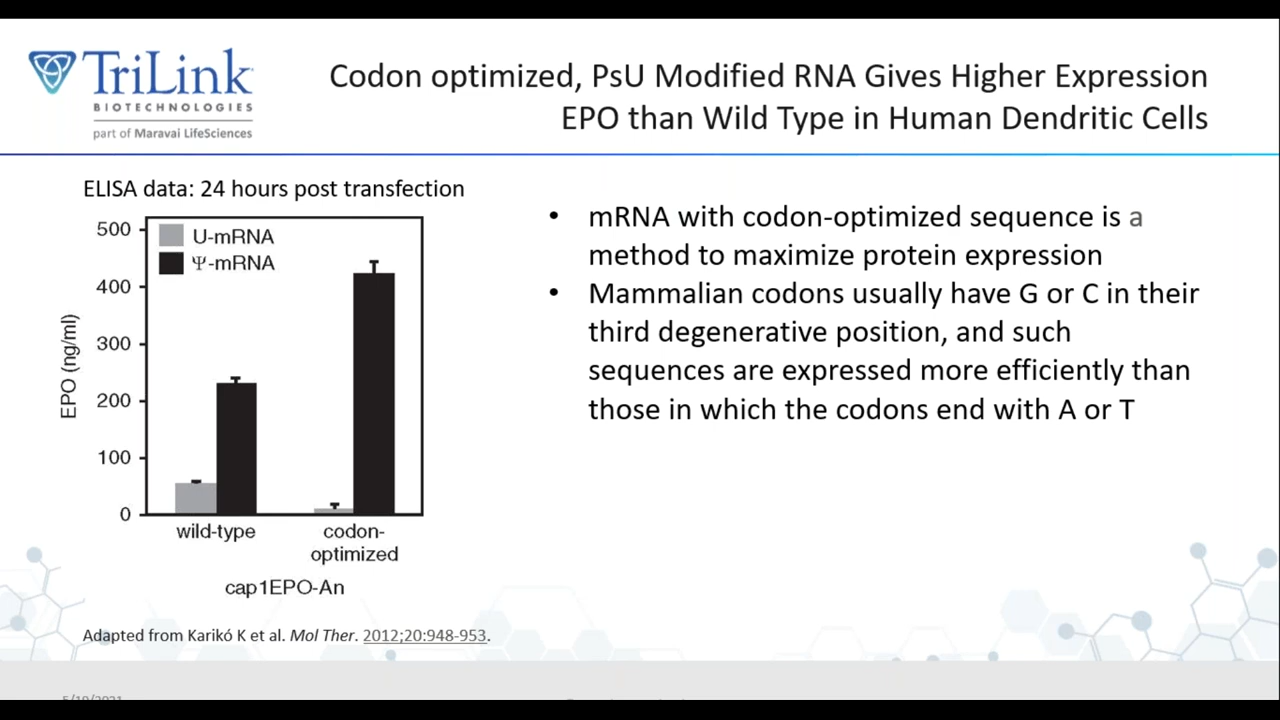 TriLink
BIOTECHNOLOGIES
part of Maravai LifeSciences
Codon optimized, PsU Modified RNA Gives Higher Expression
EPO than Wild Type in Human Dendritic Cells
ELISA data: 24 hours post transfection
EPO (ng/ml)
500
400
300
200
100
0
U-mRNA
Ψ-mRNA
wild-type
codon-
optimized
cap1EPO-An
• mRNA with codon-optimized sequence is a
method to maximize protein expression
• Mammalian codons usually have G or C in their
third degenerative position, and such
sequences are expressed more efficiently than
those in which the codons end with A or T
Adapted from Karikó K et al. Mol Ther. 2012;20:948-953.